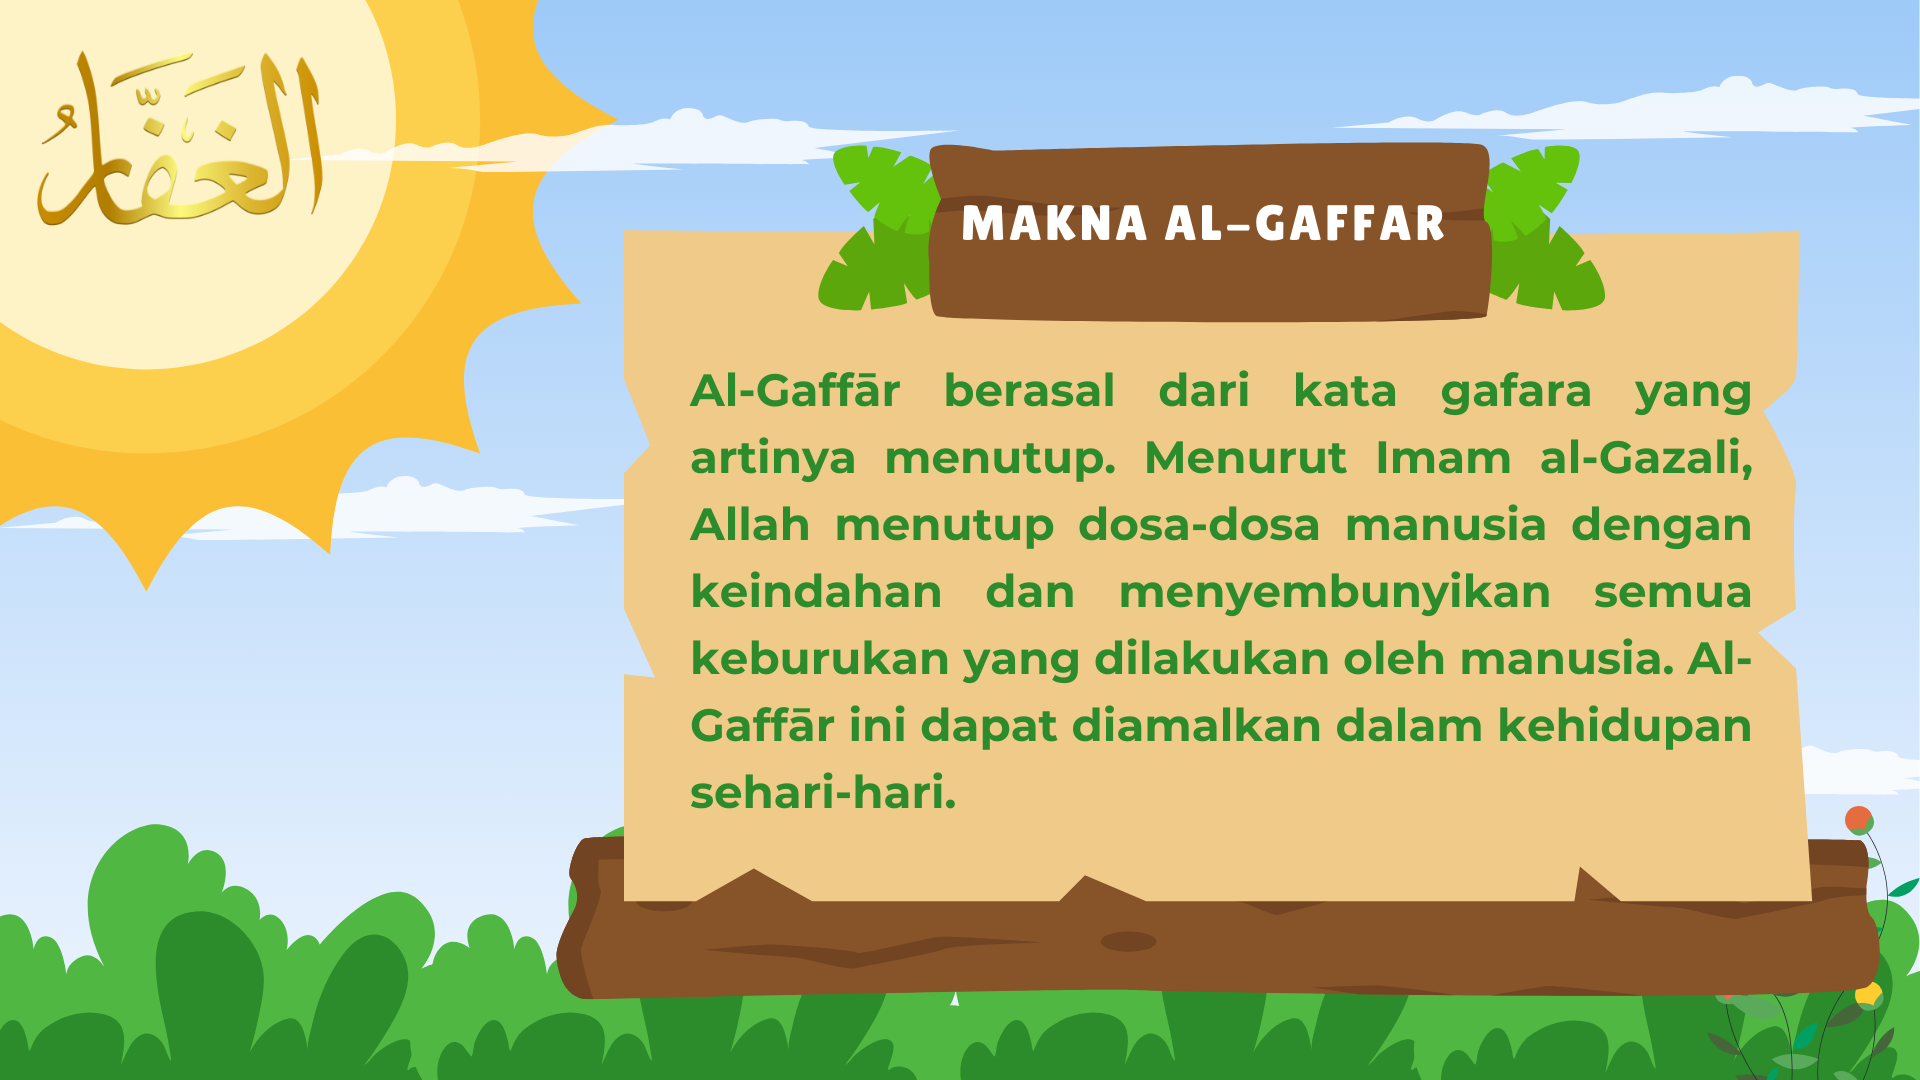 الغَفَّارُ
MAKNA AL-GAFFAR
Al-Gaffār berasal dari kata gafara yang
artinya menutup. Menurut Imam al-Gazali,
Allah menutup dosa-dosa manusia dengan
keindahan dan menyembunyikan semua
keburukan yang dilakukan oleh manusia. Al-
Gaffār ini dapat diamalkan dalam kehidupan
sehari-hari.